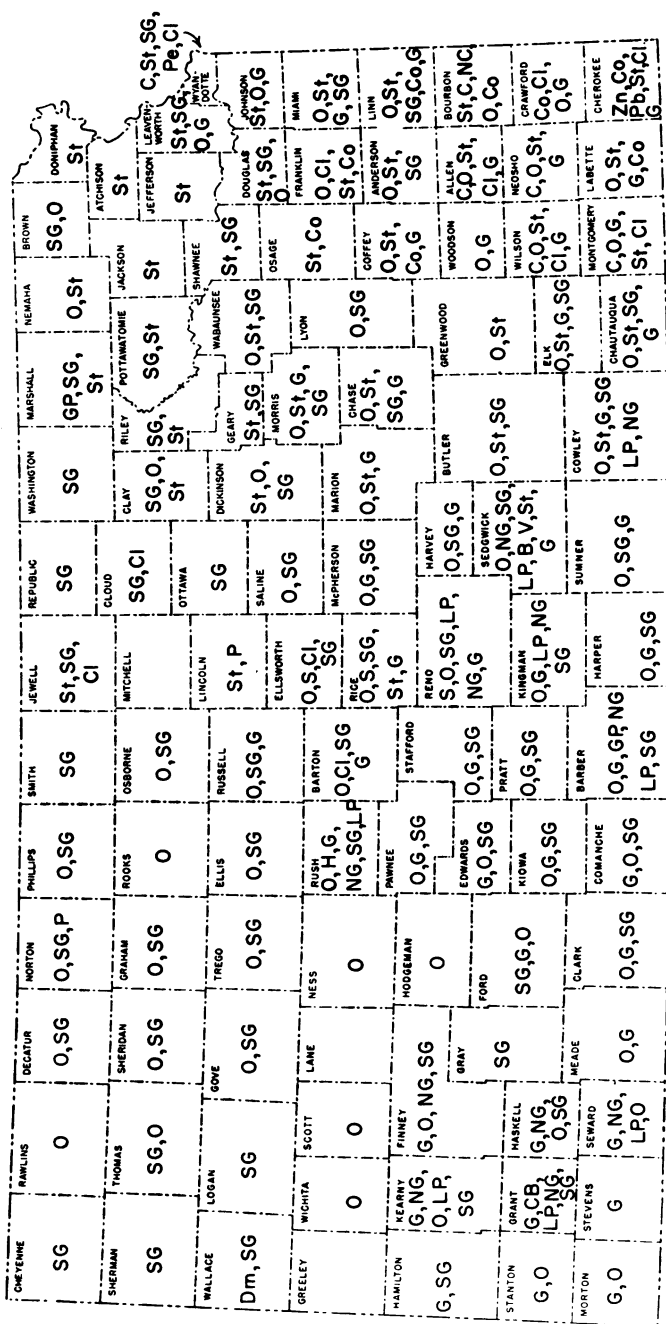 CHEYENNE
SG
RAWLINS
O
DECATUR
O,SG
NORTON
O,SG,P
PHILLIPS
O,SG
SMITH
SG
JEWELL
St,SG,
Cl
REPUBLIC
SG
WASHINGTON
SG
MARSHALL
GP,SG,
St
NEMAHA
O,St
BROWN
SG,O
DONIPHAN
St
SHERMAN
SG
THOMAS
SG,O
SHERIDAN
O,SG
GRAHAM
O,SG
ROOKS
O
OSBORNE
O,SG
MITCHELL
CLOUD
SG,Cl
CLAY
SG,O,
St
RILEY
SG,
St
POTTAWATOMIE
SG,St
JACKSON
St
ATCHISON
St
JEFFERSON
St
LEAVEN-
WORTH
St,SG,
O,G
WYAN-
DOTTE
C,St,SG,
Pe,Cl
WALLACE
Dm,SG
LOGAN
SG
GOVE
O,SG
TREGO
O,SG
ELLIS
O,SG
RUSSELL
O,SG,G
LINCOLN
St,P
OTTAWA
SG
SALINE
O,SG
DICKINSON
St,O,
SG
GEARY
St,SG
WABAUNSEE
O,St,SG
SHAWNEE
St,SG
DOUGLAS
St,SG,
O
JOHNSON
St,O,G
GREELEY
WICHITA
O
SCOTT
O
LANE
NESS
O
RUSH
O,H,G,
NG,SG,LP
BARTON
O,Cl,SG
G
ELLSWORTH
O,S,Cl,
SG
RICE
O,S,SG,
St,G
McPHERSON
O,G,SG
MARION
O,St,G
MORRIS
O,St,G,
SG
CHASE
O,St,
SG,G
LYON
O,SG
OSAGE
St,Co
FRANKLIN
O,Cl,
St,Co
MIAMI
O,St,
G,SG
HAMILTON
G,SG
KEARNY
G,NG,
O,LP,
SG
FINNEY
G,O,NG,SG
HODGEMAN
O
PAWNEE
O,G,SG
STAFFORD
O,G,SG
RENO
S,O,SG,LP,
NG,G
HARVEY
O,SG,G
BUTLER
O,St,SG
GREENWOOD
O,St
COFFEY
O,St,
Co,G
ANDERSON
O,St,
SG
LINN
O,St,
SG,Co,G
GRAY
SG
FORD
SG,G,O
EDWARDS
G,O,SG
PRATT
O,G,SG
KIOWA
O,G,SG
KINGMAN
O,G,LP,NG
SG
SEDGWICK
O,NG,SG,
LP,B,V,St,
G
WOODSON
O,G
ALLEN
C,O,St,
Cl,G
BOURBON
St,C,NC,
O,Co
STANTON
G,O
GRANT
G,CB,
LP,NG,
SG
HASKELL
G,NG,
O,SG
ELK
O,St,G,SG
WILSON
C,O,St,
Cl,G
NEOSHO
C,O,St,
G
CRAWFORD
Co,Cl,
O,G
MORTON
G,O
STEVENS
G
SEWARD
G,NG,
LP,O
MEADE
O,G
CLARK
O,G,SG
COMANCHE
G,O,SG
BARBER
O,G,GP,NG
LP,SG
HARPER
O,G,SG
SUMNER
O,SG,G
COWLEY
O,St,G,SG
LP,NG
CHAUTAUQUA
O,St,SG,
G
MONTGOMERY
C,O,G,
St,Cl
LABETTE
O,St,
G,Co
CHEROKEE
Zn,Co,
Pb,St,Cl,
G